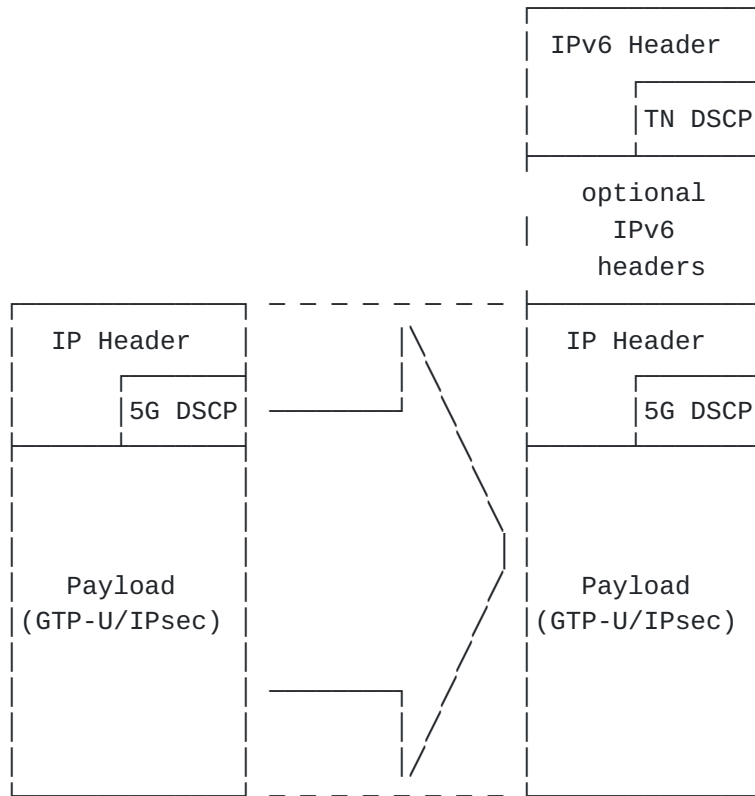 IPv6 Header
TN DSCP
optional
IPv6
headers
IP Header IP Header
5G DSCP 5G DSCP
Payload Payload
(GTP-U/IPsec) (GTP-U/IPsec)